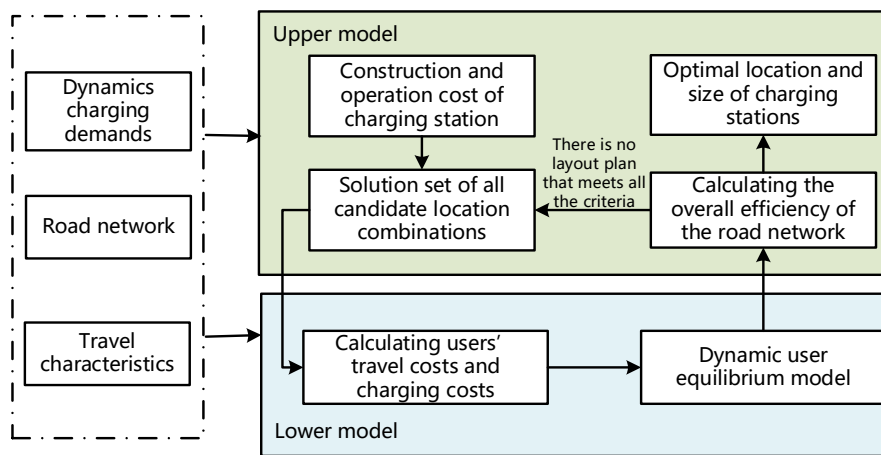 Dynamics
charging
demands
Road network
Travel
characteristics
Upper model
Construction and
operation cost of
charging station
Optimal location and
size of charging
stations
There is no
layout plan
that meets all
the criteria
Solution set of all
candidate location
combinations
Calculating the
overall efficiency of
the road network
Calculating users’
travel costs and
charging costs
Dynamic user
equilibrium model
Lower model